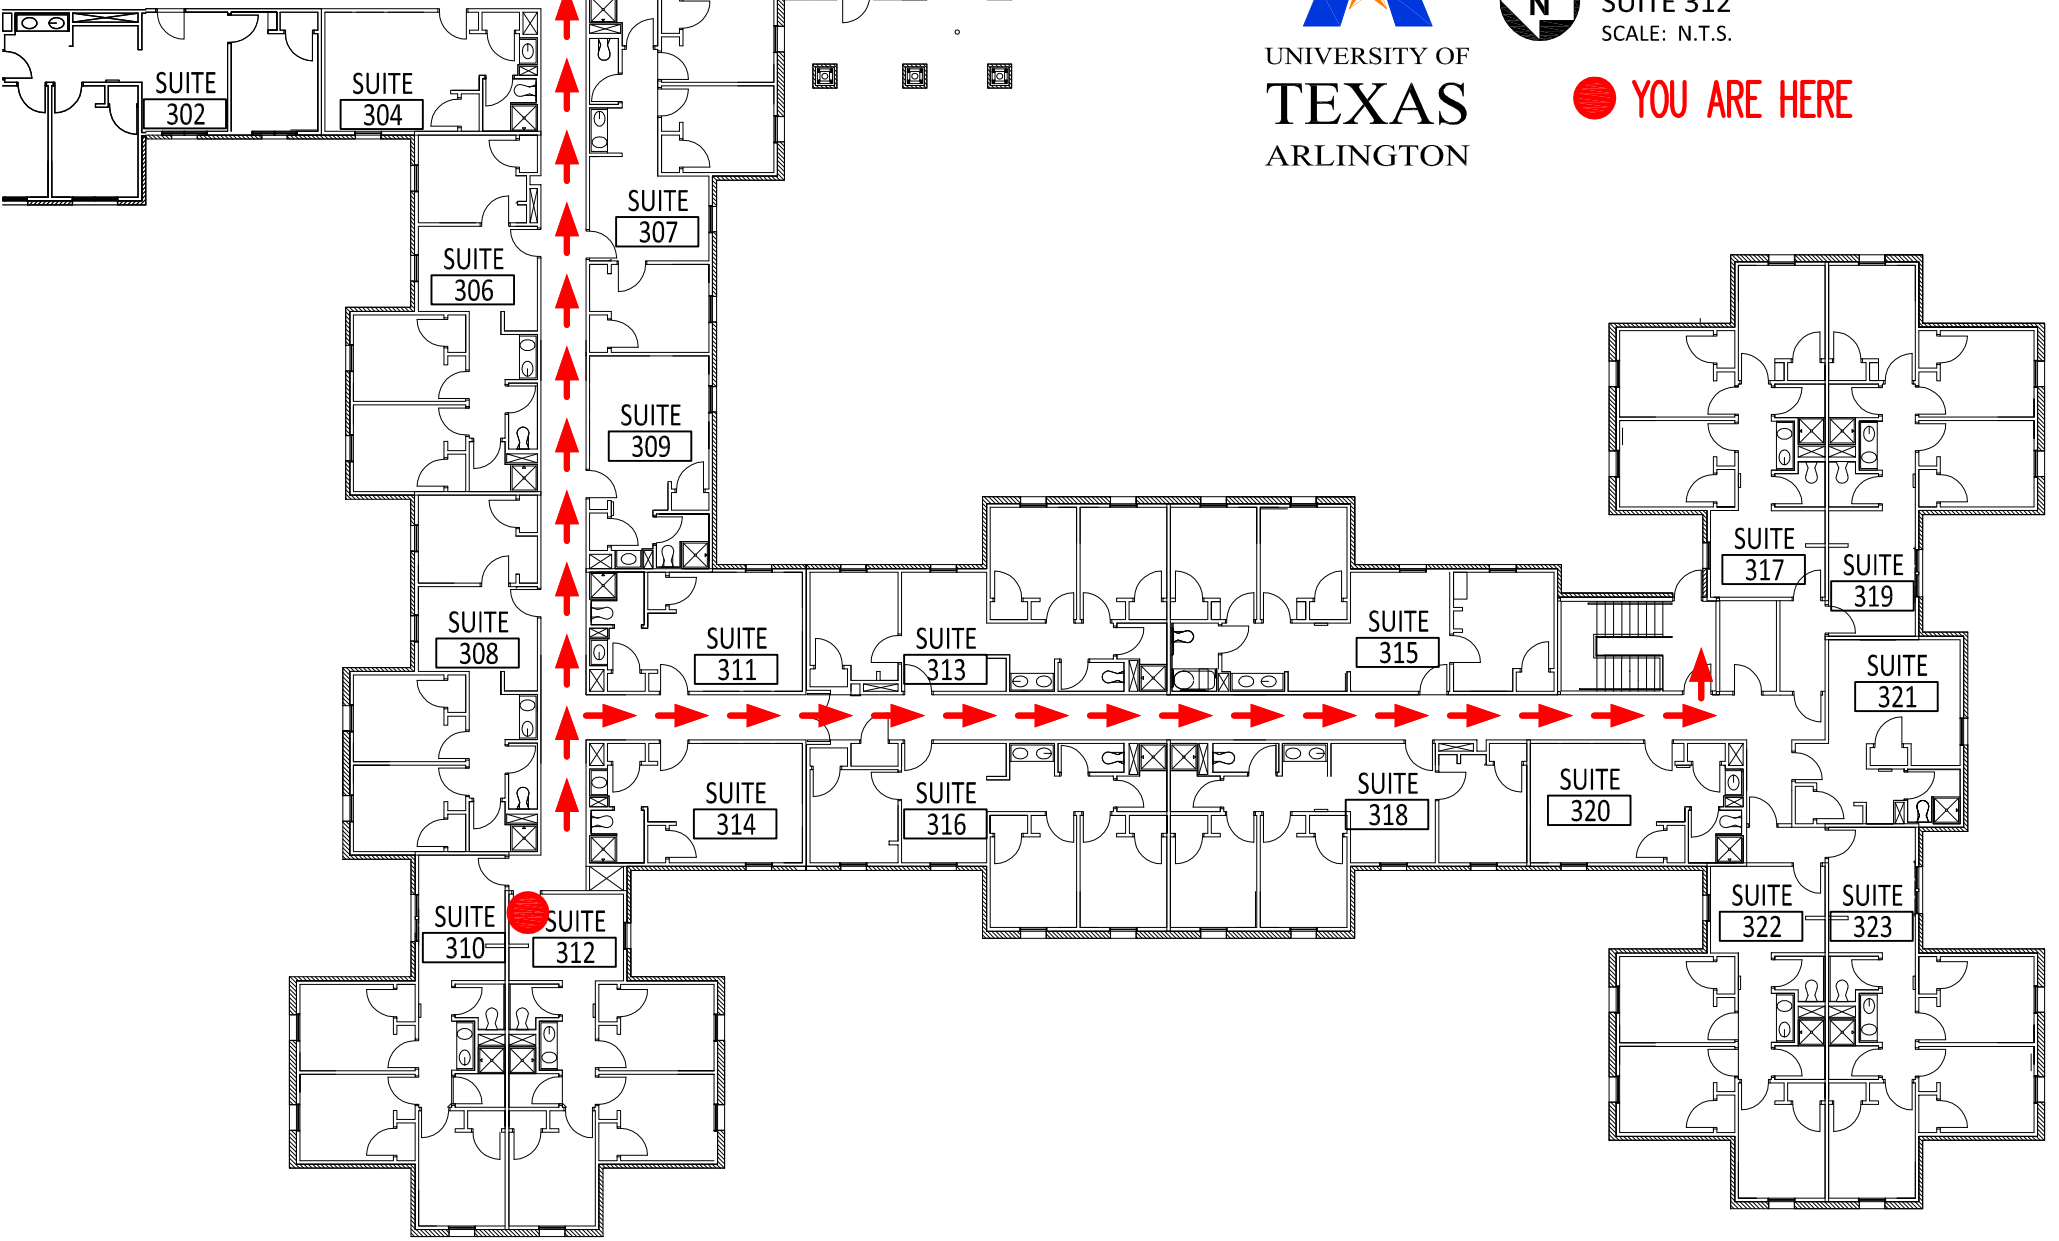 N
SUITE 312
SCALE: N.T.S.
UNIVERSITY OF
TEXAS
ARLINGTON
YOU ARE HERE
SUITE
302
SUITE
304
SUITE
307
SUITE
306
SUITE
309
SUITE
308
SUITE
311
SUITE
313
SUITE
315
SUITE
317
SUITE
319
SUITE
321
SUITE
314
SUITE
316
SUITE
318
SUITE
320
SUITE
310
SUITE
312
SUITE
322
SUITE
323